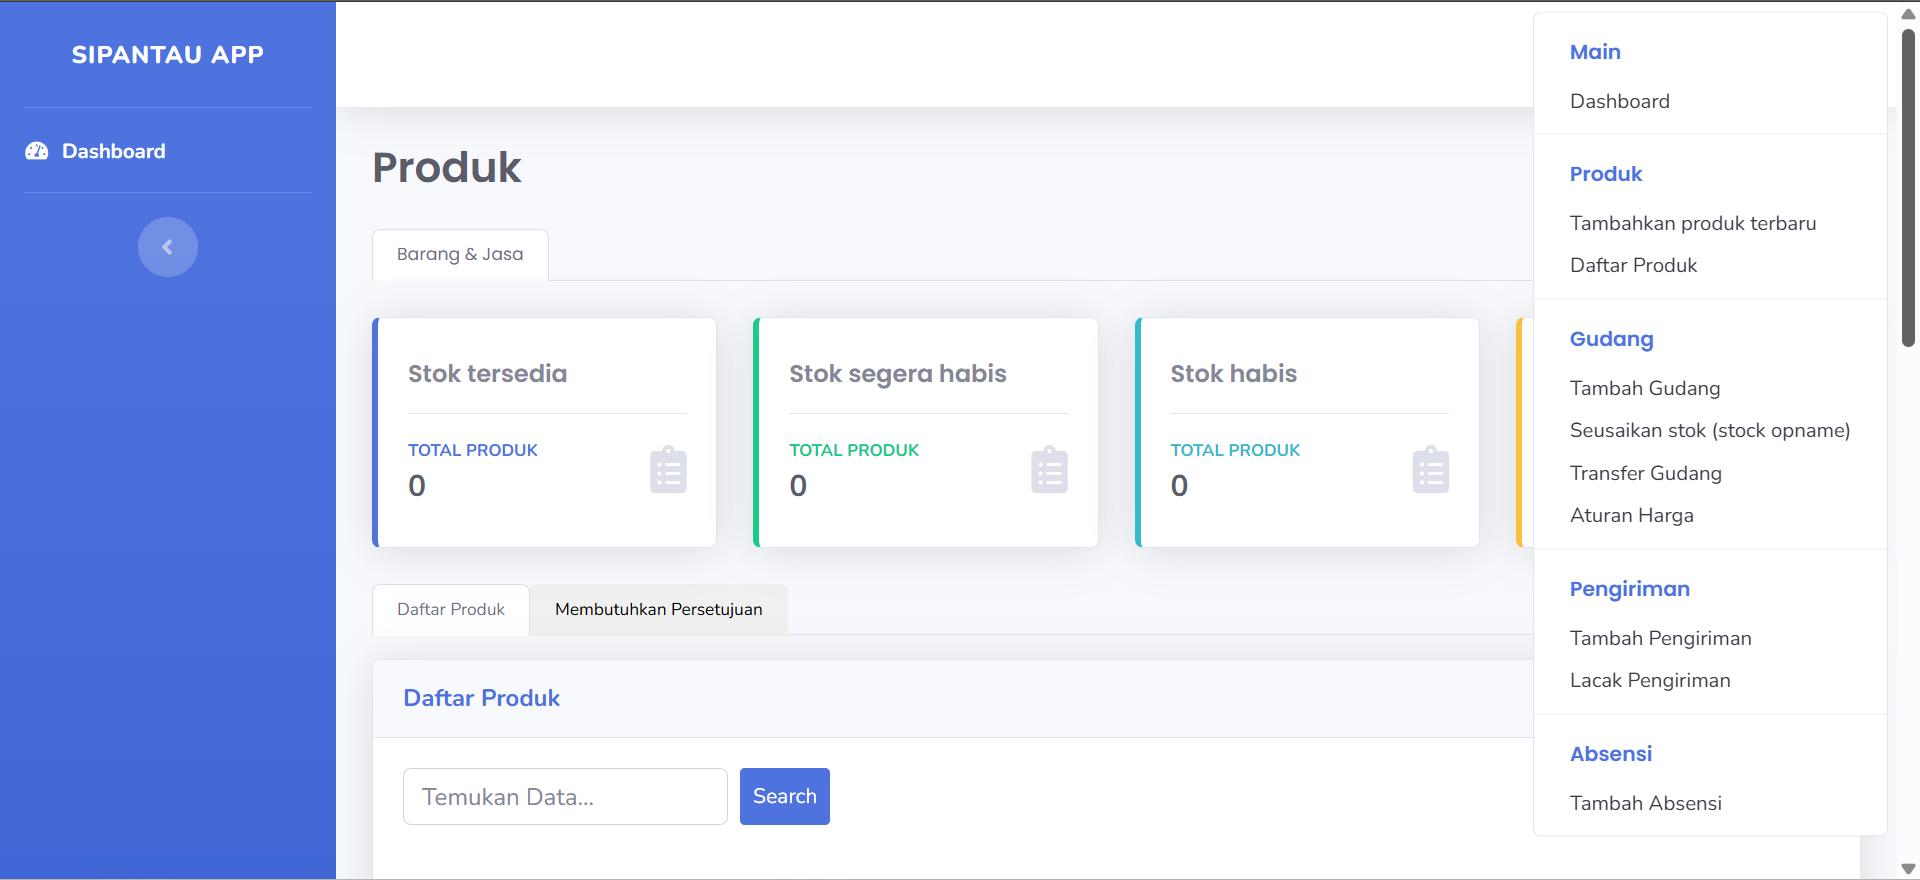 SIPANTAU APP
Dashboard
Produk
Barang & Jasa
Stok tersedia
TOTAL PRODUK
0
Stok segera habis
TOTAL PRODUK
0
Stok habis
TOTAL PRODUK
0
Daftar Produk
Membutuhkan Persetujuan
Daftar Produk
Temukan Data...
Search
Main
Dashboard
Produk
Tambahkan produk terbaru
Daftar Produk
Gudang
Tambah Gudang
Seusaikan stok (stock opname)
Transfer Gudang
Aturan Harga
Pengiriman
Tambah Pengiriman
Lacak Pengiriman
Absensi
Tambah Absensi